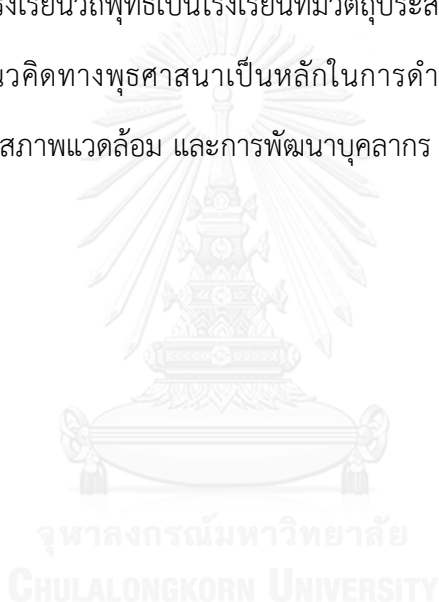 รงเรียนวิถีพุทธเป็นโรงเรียนที่มีวัตถุประส
นวคิดทางพุธศาสนาเป็นหลักในการดำ
สภาพแวดล้อม และการพัฒนาบุคลากร
จุฬาลงกรณ์มหาวิทยาลัย
CHULALONGKORN UNIVERSITY